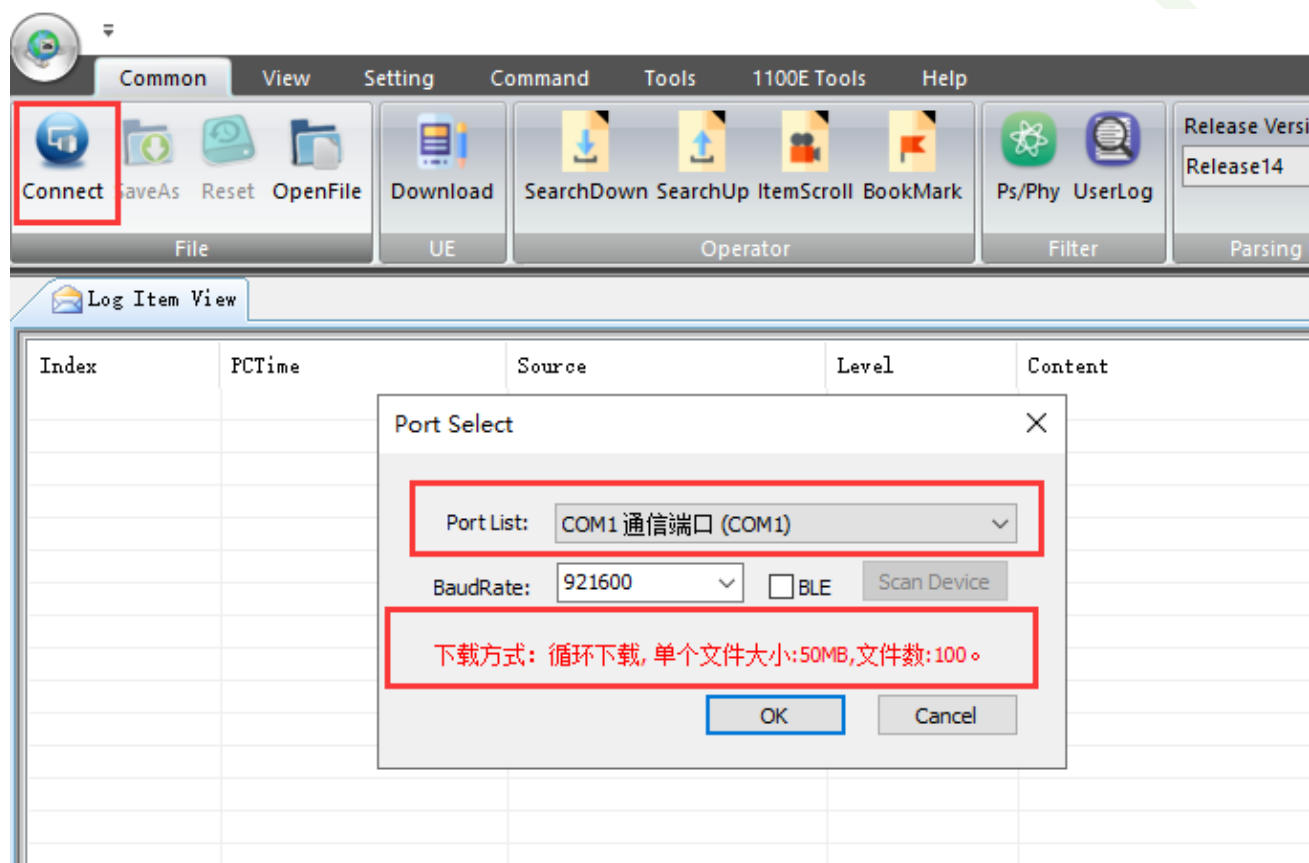 Common View Setting Command Tools 1100E Tools Help
Connect SaveAs Reset OpenFile Download SearchDown SearchUp ItemScroll BookMark Ps/Phy UserLog
Release Versi
Release14
File UE Operator Filter Parsing
Log Item View
Index PCTime Source Level Content
Port Select
Port List: COM1 通信端口 (COM1)
BaudRate: 921600 BLE Scan Device
下载方式：循环下载, 单个文件大小:50MB,文件数:100。
OK Cancel